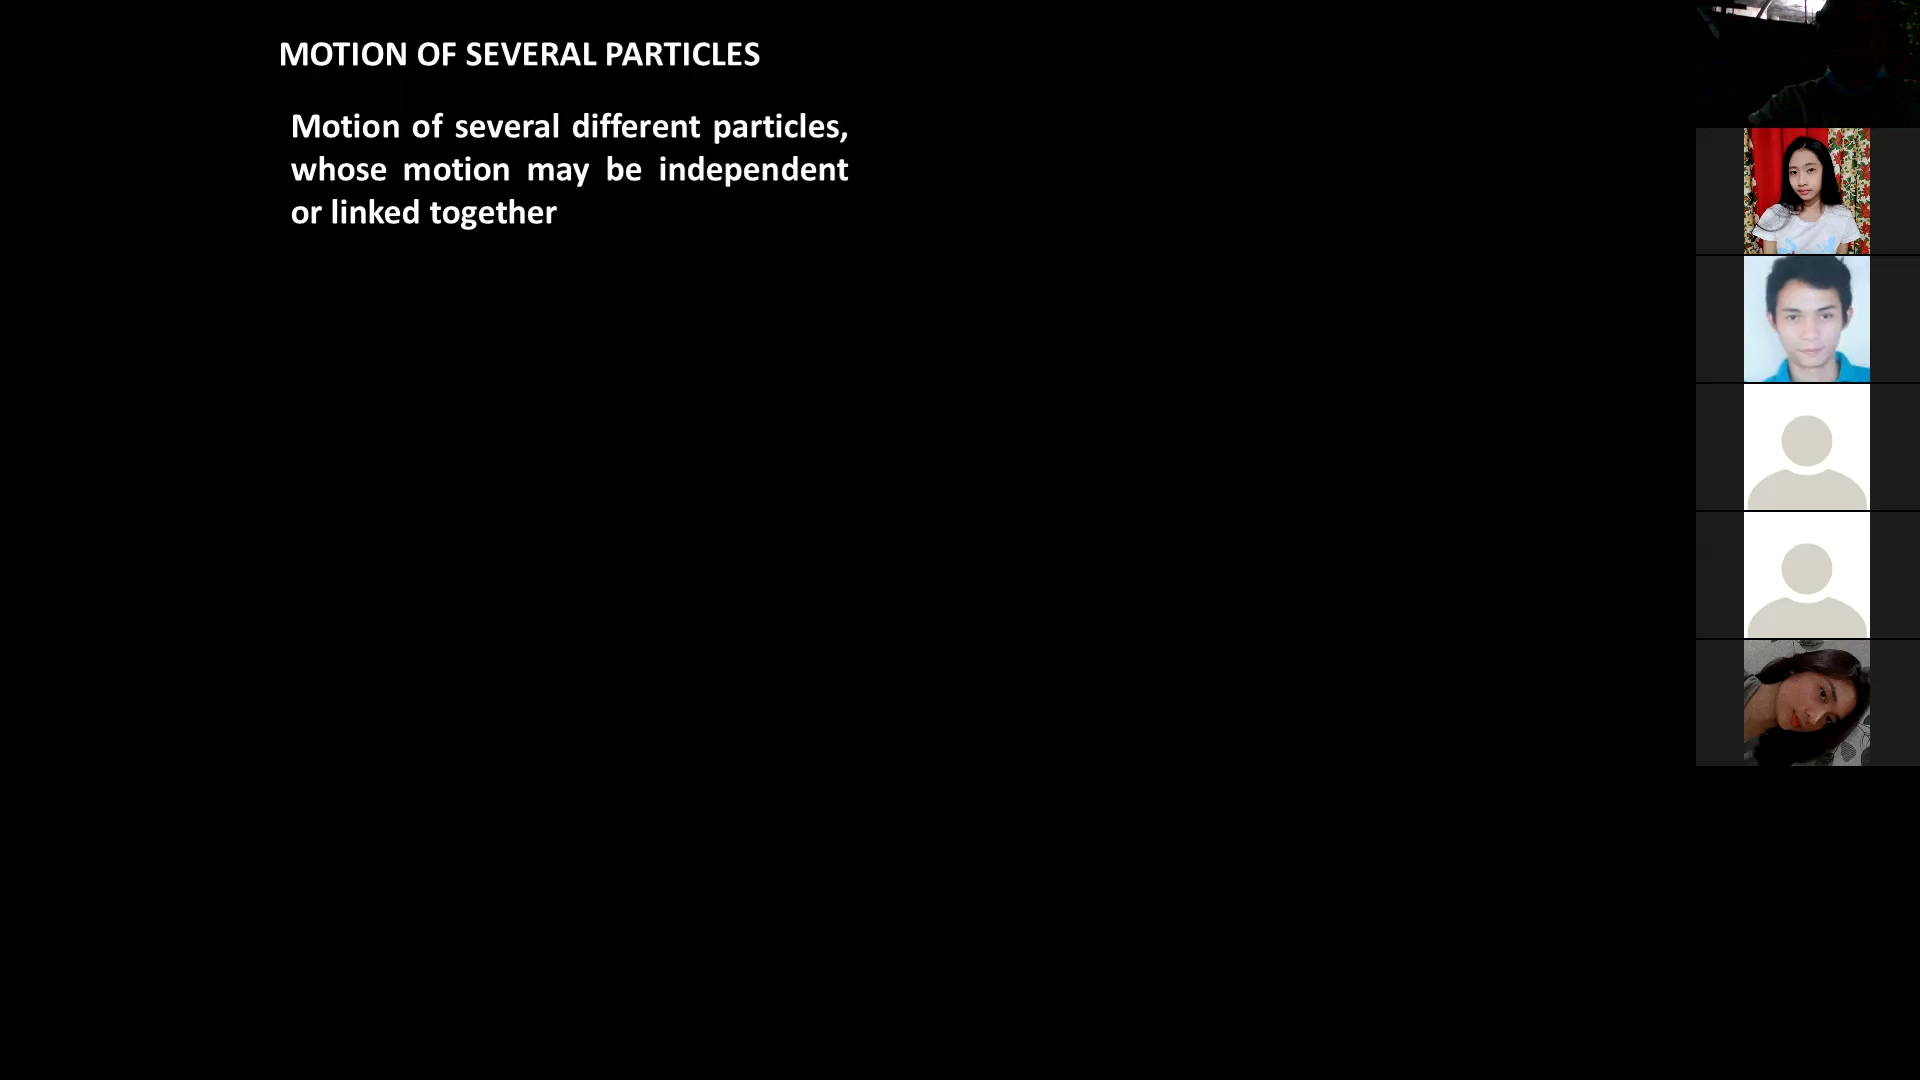 MOTION OF SEVERAL PARTICLES
Motion of several different particles,
whose motion may be independent
or linked together